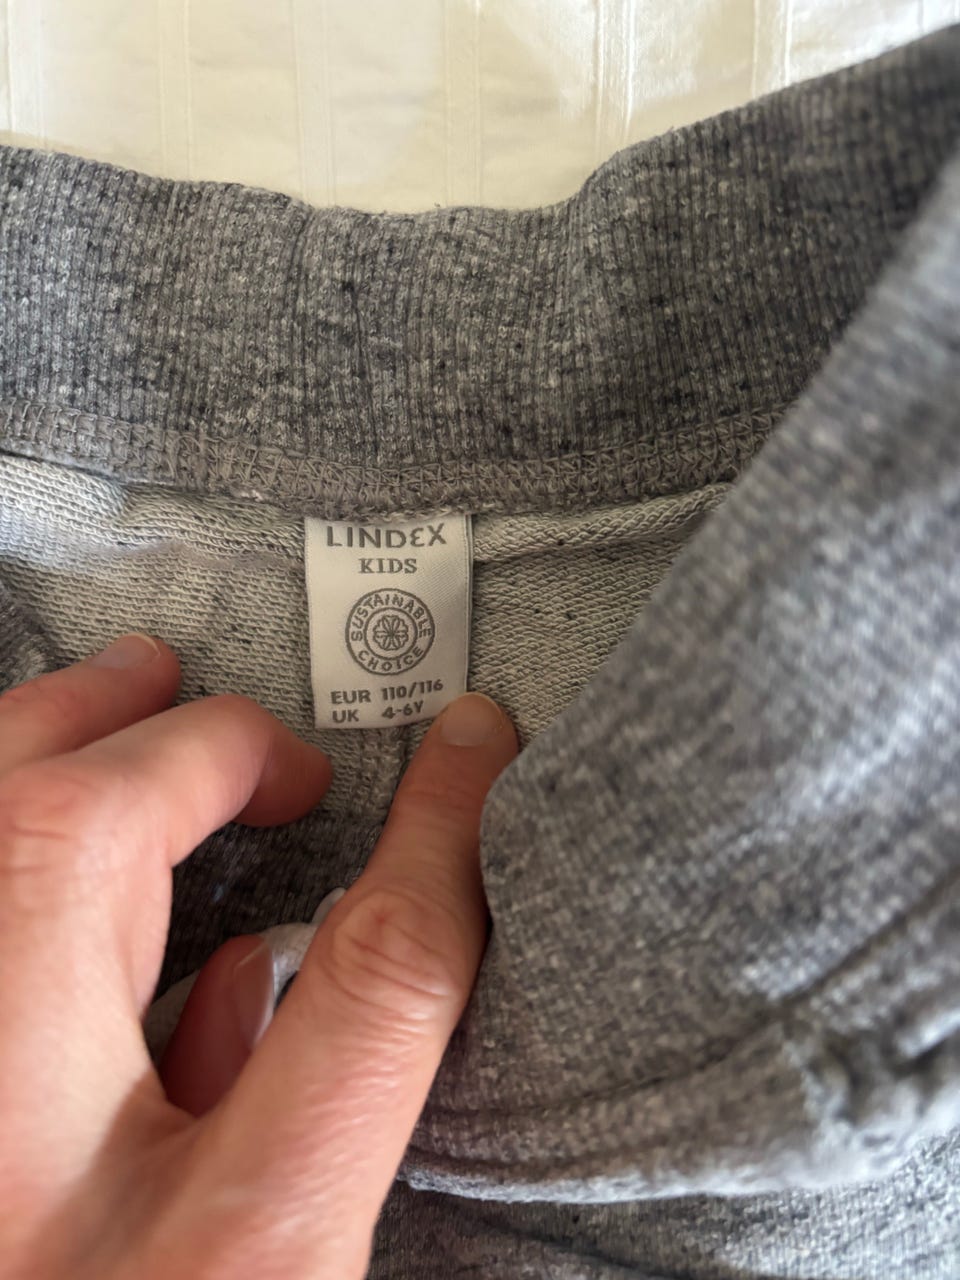 LINDEX
KIDS
SUSTAINABLE
CHOICE
EUR 110/116
UK 4-6Y